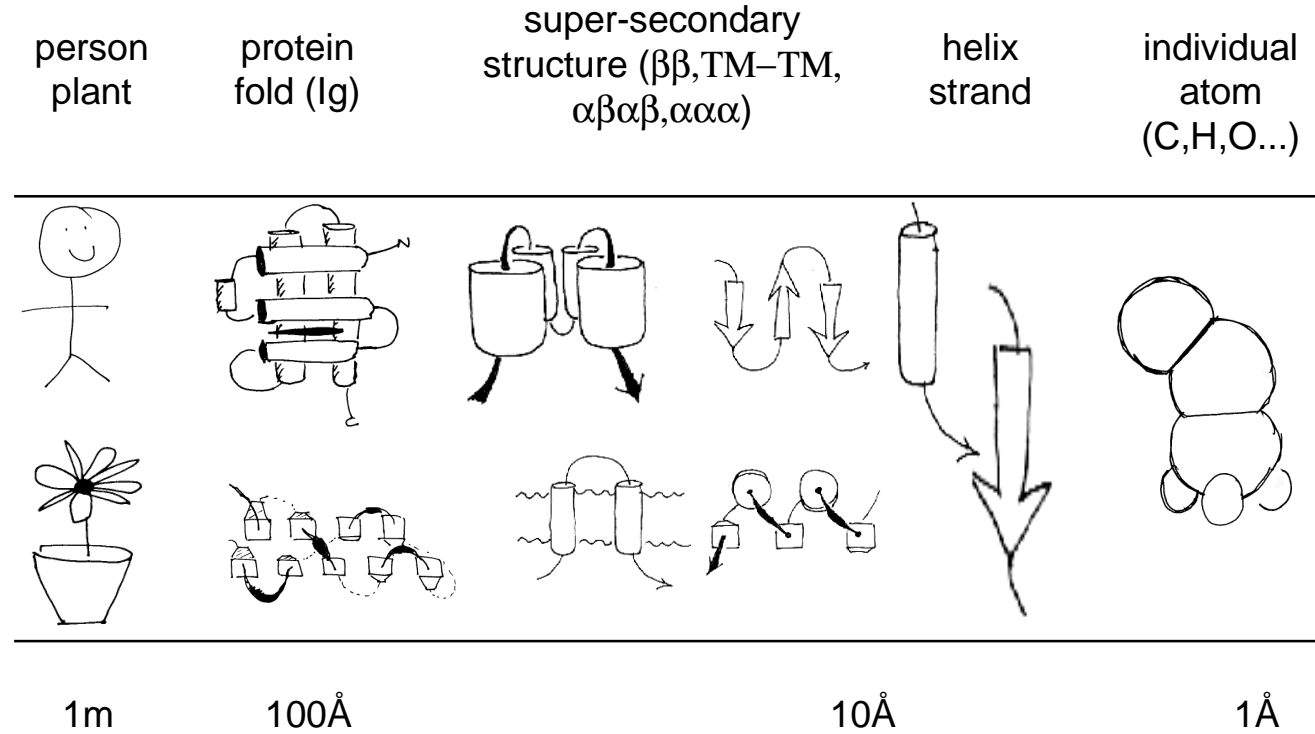 person
plant
protein
fold (Ig)
super-secondary
structure (ββ,TM−TM,
αβαβ,ααα)
helix
strand
individual
atom
(C,H,O...)
N
C
1m
100Å
10Å
1Å